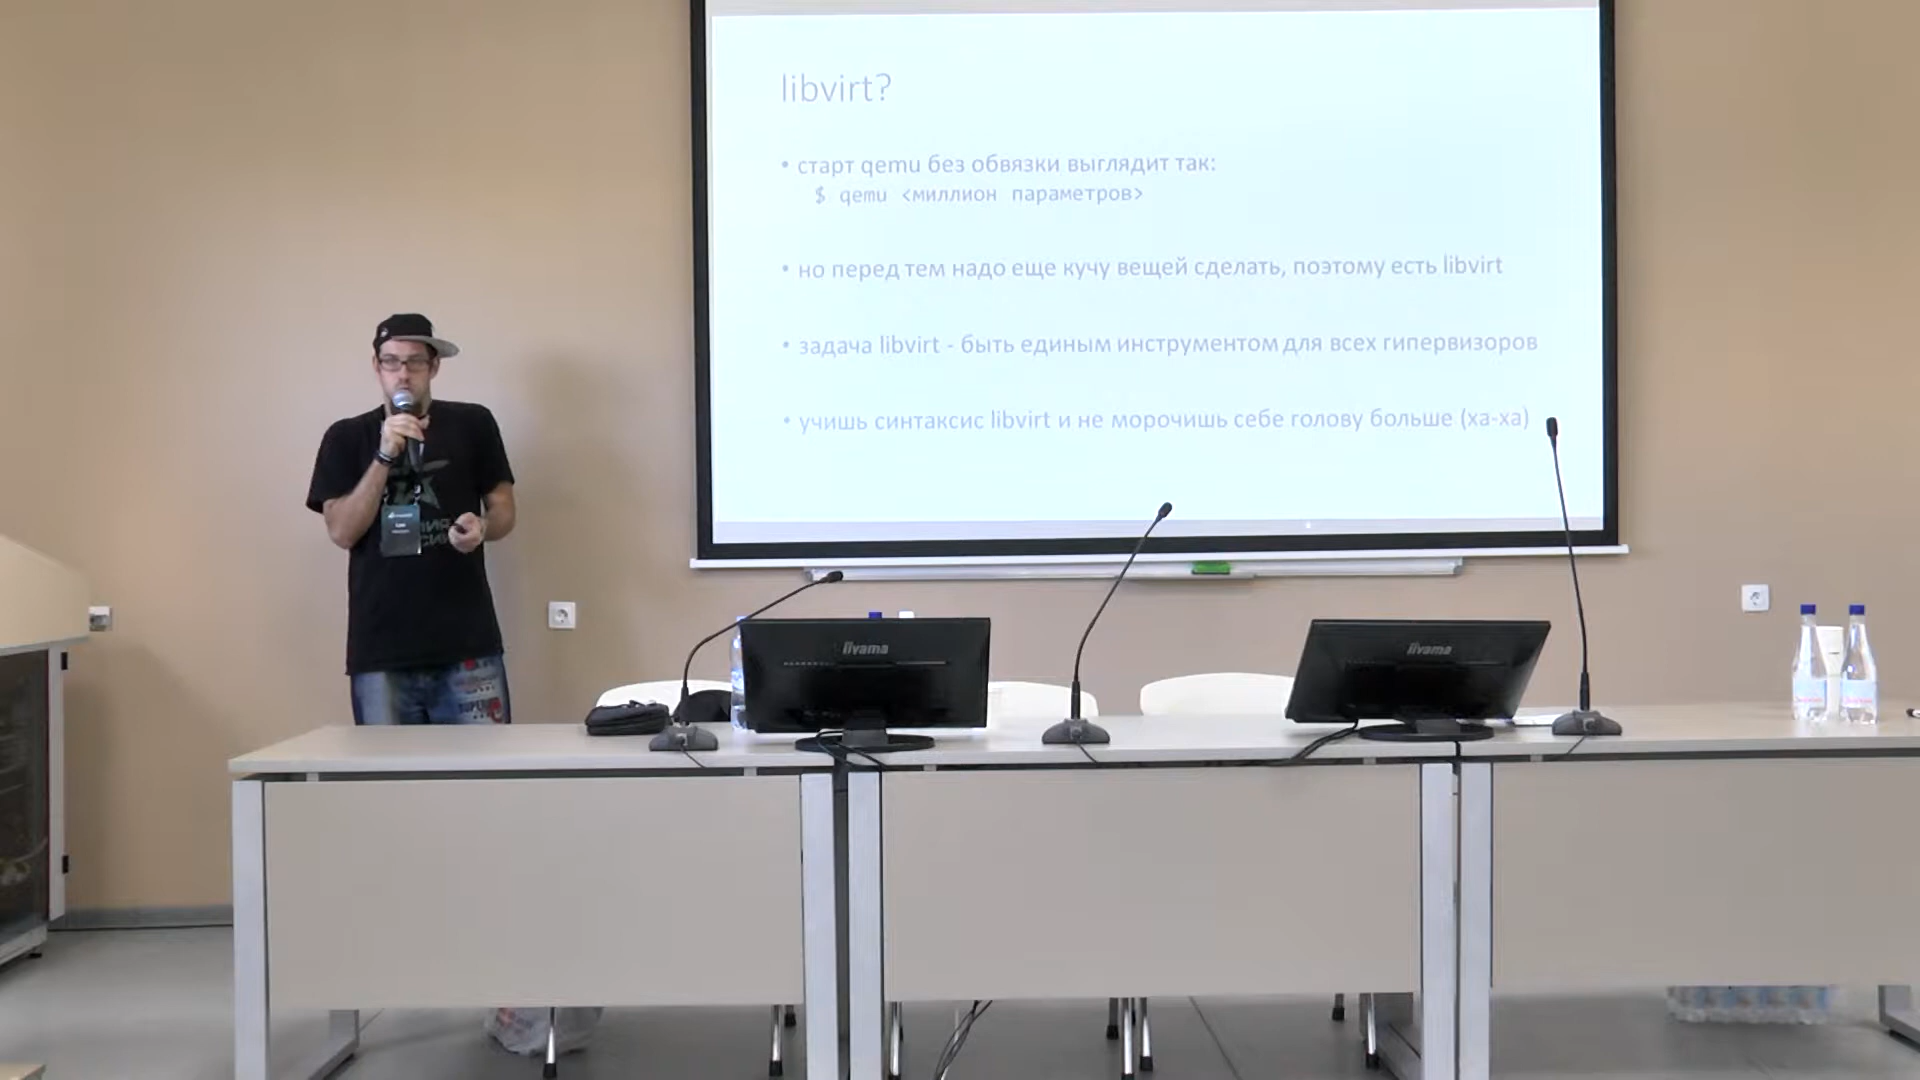 libvirt?
• старт qemu без обвязки выглядит так:
$ qemu <миллион параметров>
• но перед тем надо еще кучу вещей сделать, поэтому есть libvirt
• задача libvirt - быть единым инструментом для всех гипервизоров
• учишь синтаксис libvirt и не морочишь себе голову больше (ха-ха)
iiyama
iiyama